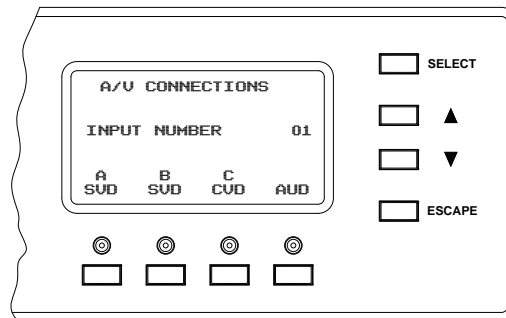 A/V CONNECTIONS
INPUT NUMBER 01
A B C
SVD SVD CVD AUD
SELECT
▲
▼
ESCAPE